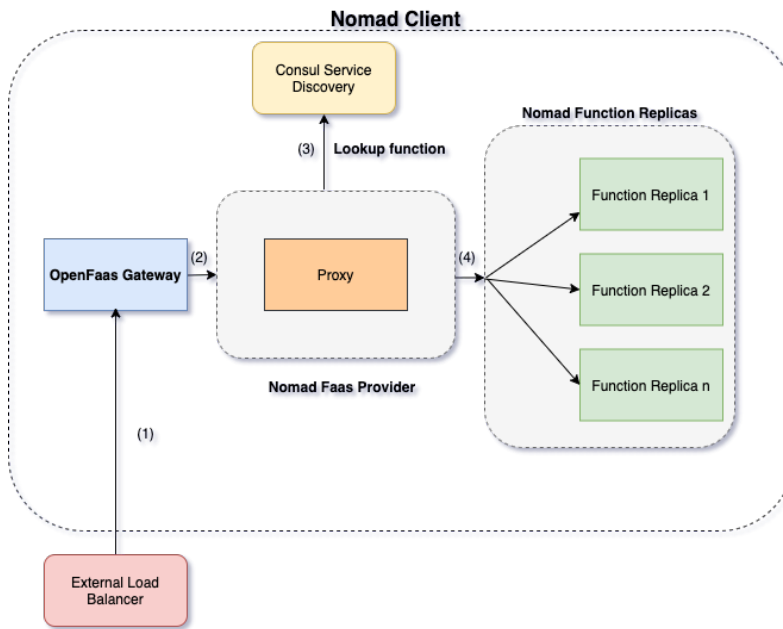 Nomad Client
Consul Service
Discovery
Nomad Function Replicas
(3)
Lookup function
Function Replica 1
OpenFaas Gateway
(2)
Proxy
(4)
Function Replica 2
Nomad Faas Provider
Function Replica n
(1)
External Load
Balancer